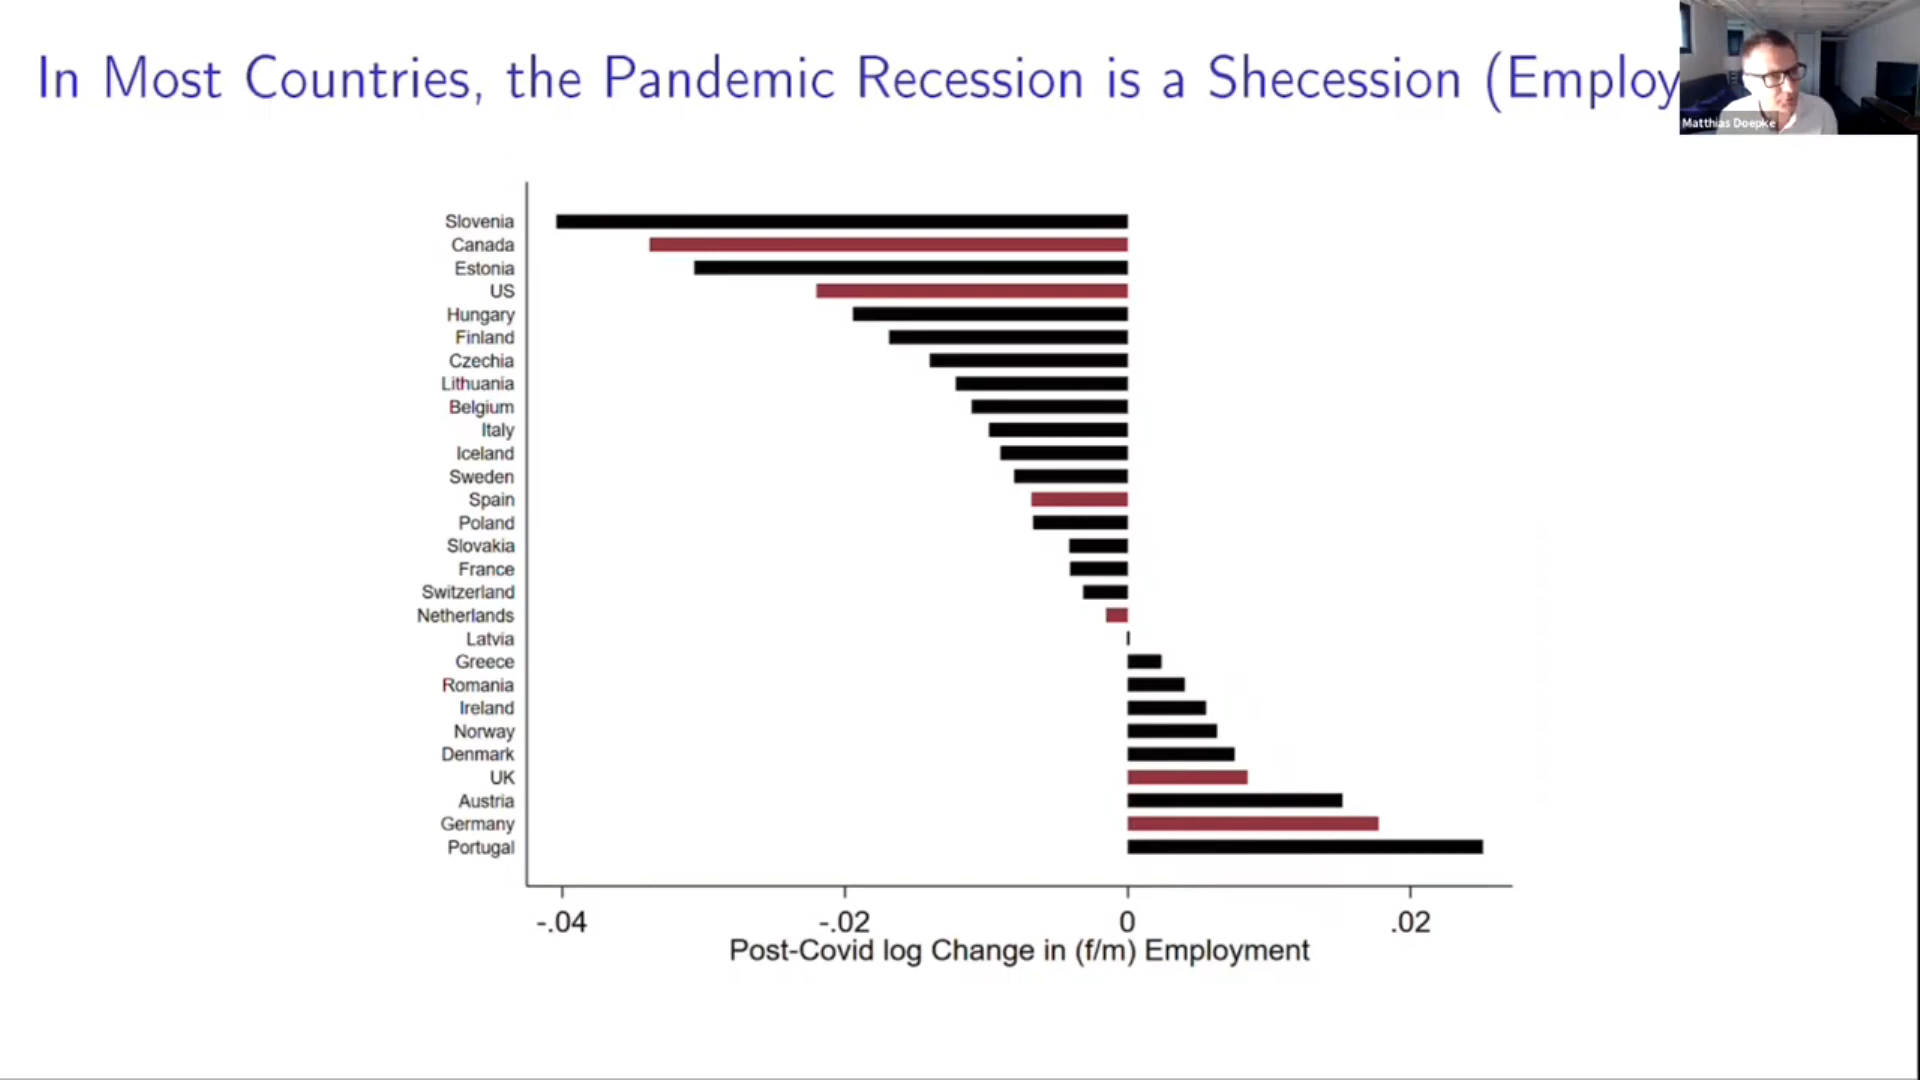 In Most Countries, the Pandemic Recession is a Shecession (Employ
Matthias Doepke
Slovenia
Canada
Estonia
US
Hungary
Finland
Czechia
Lithuania
Belgium
Italy
Iceland
Sweden
Spain
Poland
Slovakia
France
Switzerland
Netherlands
Latvia
Greece
Romania
Ireland
Norway
Denmark
UK
Austria
Germany
Portugal
-.04 -.02 0 .02
Post-Covid log Change in (f/m) Employment